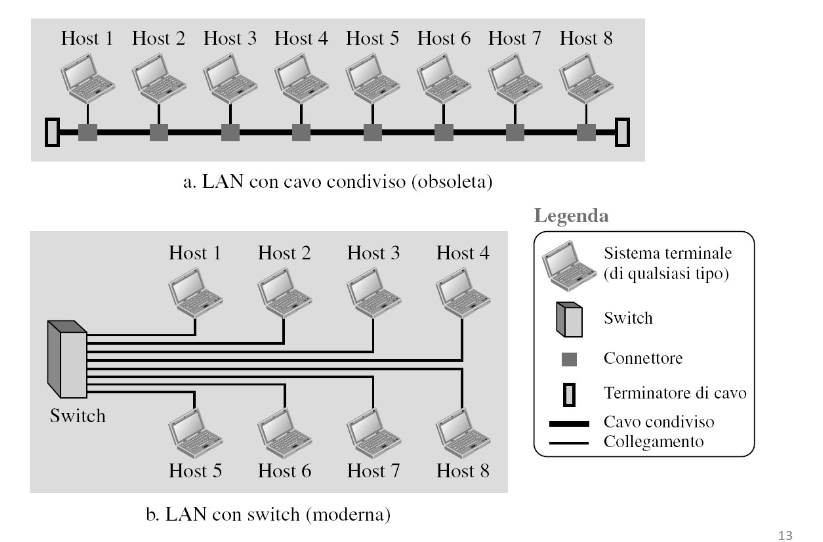 Host 1 Host 2 Host 3 Host 4 Host 5 Host 6 Host 7 Host 8
a. LAN con cavo condiviso (obsoleta)
Host 1 Host 2 Host 3 Host 4
Switch
Host 5 Host 6 Host 7 Host 8
b. LAN con switch (moderna)
Legenda
Sistema terminale
(di qualsiasi tipo)
Switch
Connettore
Terminatore di cavo
Cavo condiviso
Collegamento
13